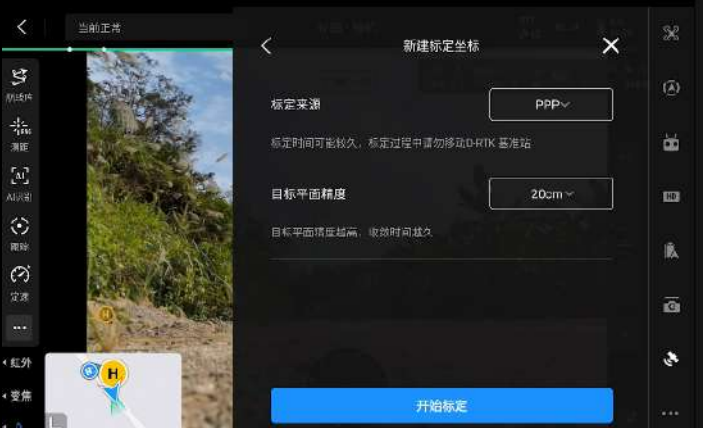 当前正常
新建标定坐标
标定来源
PPP
标定时间可能较久，标定过程中请勿移动D-RTK 基准站
目标平面精度
20cm
目标平面精度越高，收敛时间越久
开始标定
测距
AI识别
跟踪
定速
红外
变焦
H
HD